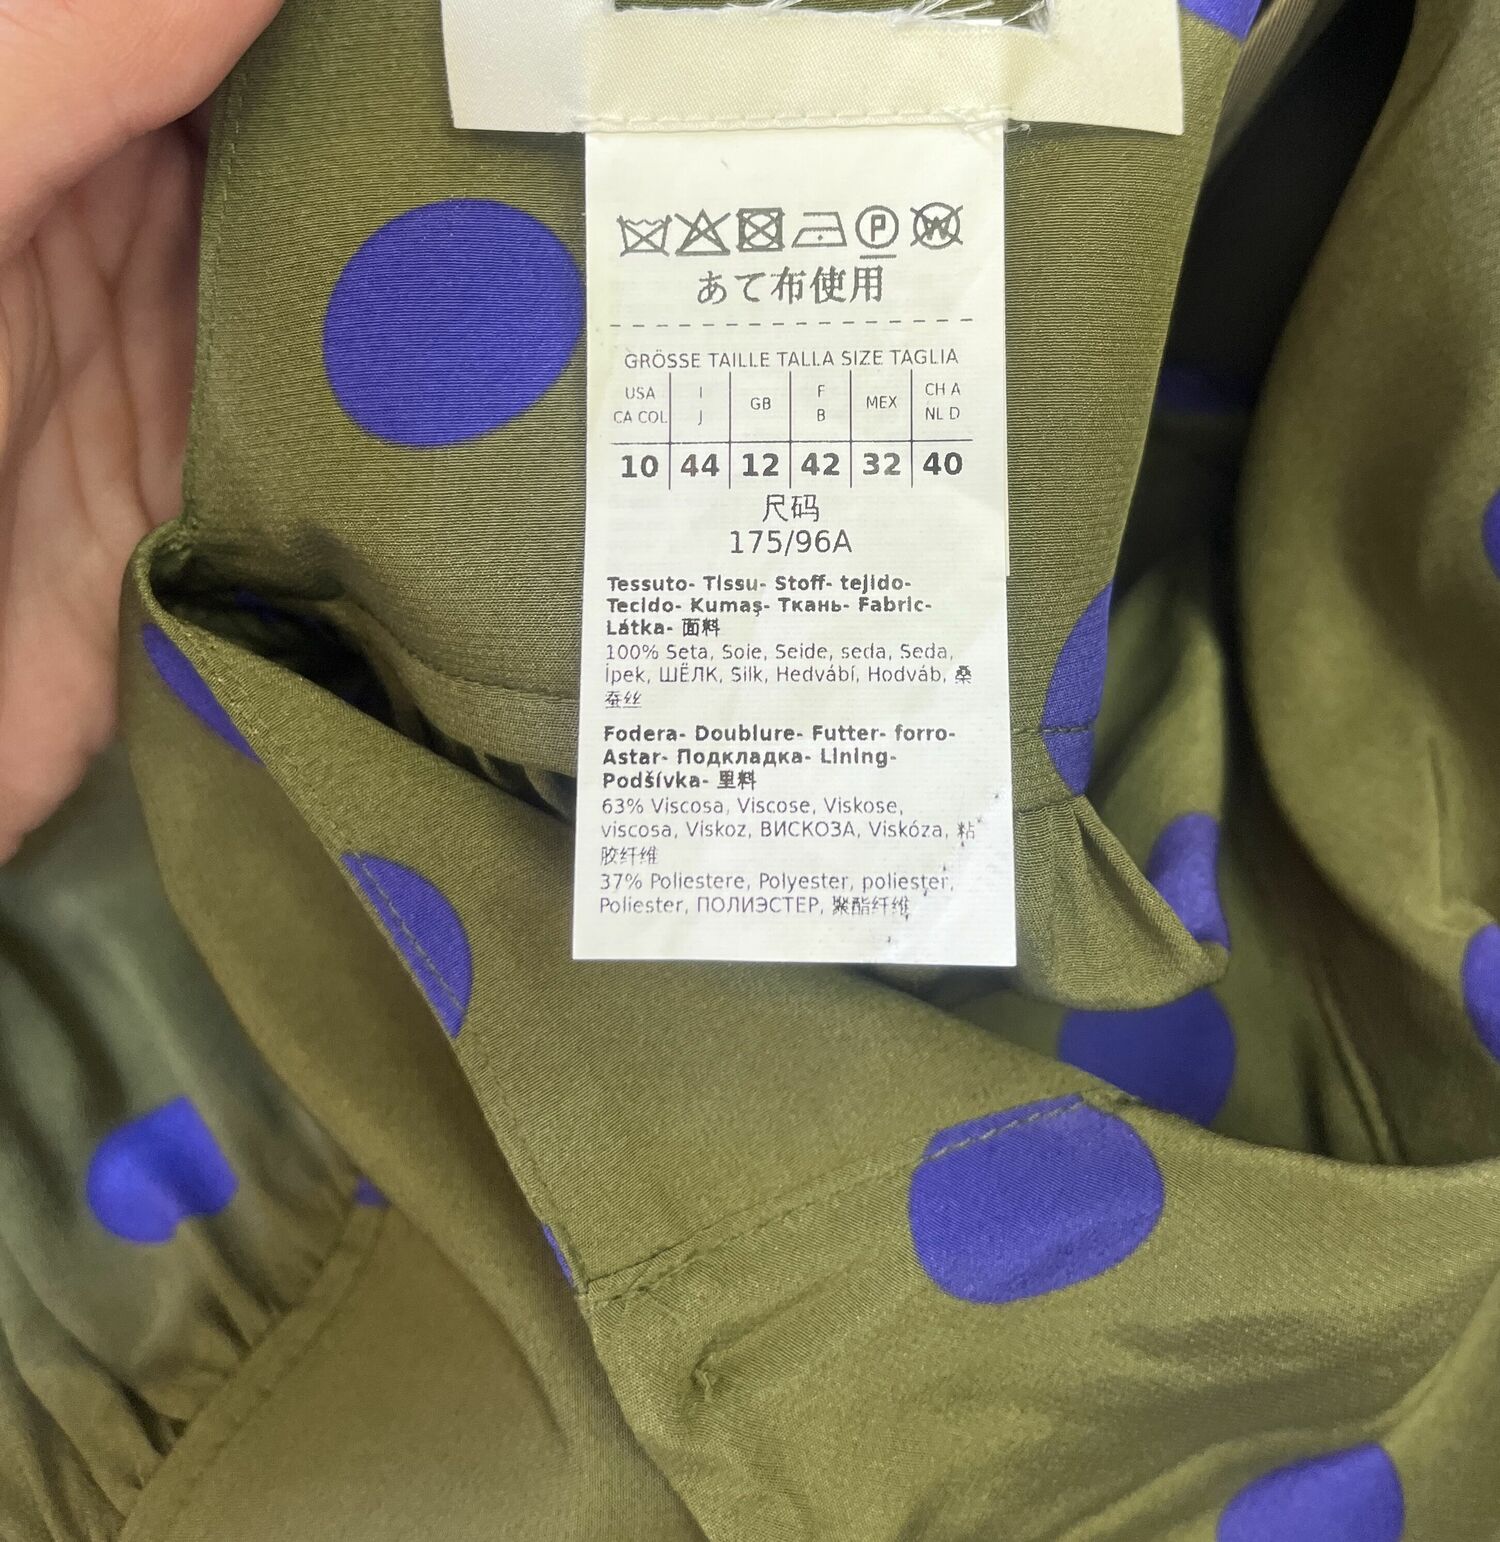 P W
あて布使用
GRÖSSE TAILLE TALLA SIZE TAGLIA
USA CA COL I J GB F B MEX CH A NL D
10 44 12 42 32 40
尺码
175/96A
Tessuto- Tissu- Stoff- tejido-
Tecido- Kumaş- Ткань- Fabric-
Látka- 面料
100% Seta, Soie, Seide, seda, Seda,
İpek, ШЁЛК, Silk, Hedvábí, Hodváb, 桑
蚕丝
Fodera- Doublure- Futter- forro-
Astar- Подкладка- Lining-
Podšívka- 里料
63% Viscosa, Viscose, Viskose,
viscosa, Viskoz, ВИСКОЗА, Viskóza, 粘
胶纤维
37% Poliestere, Polyester, poliester,
Poliester, ПОЛИЭСТЕР, 聚酯纤维